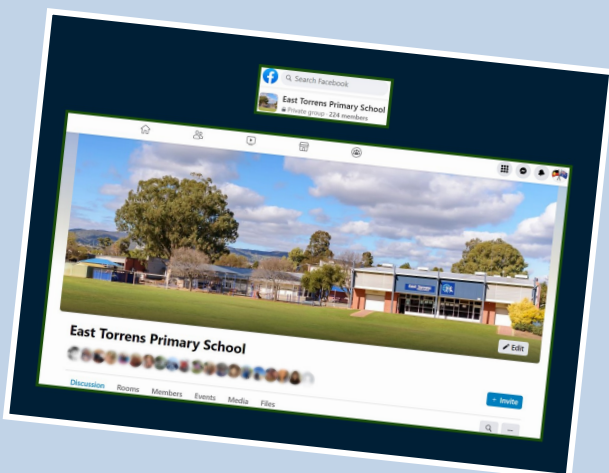 Search Facebook
East Torrens Primary School
Private group · 224 members
East Torrens Primary School
Edit
Discussion Rooms Members Events Media Files
+ Invite